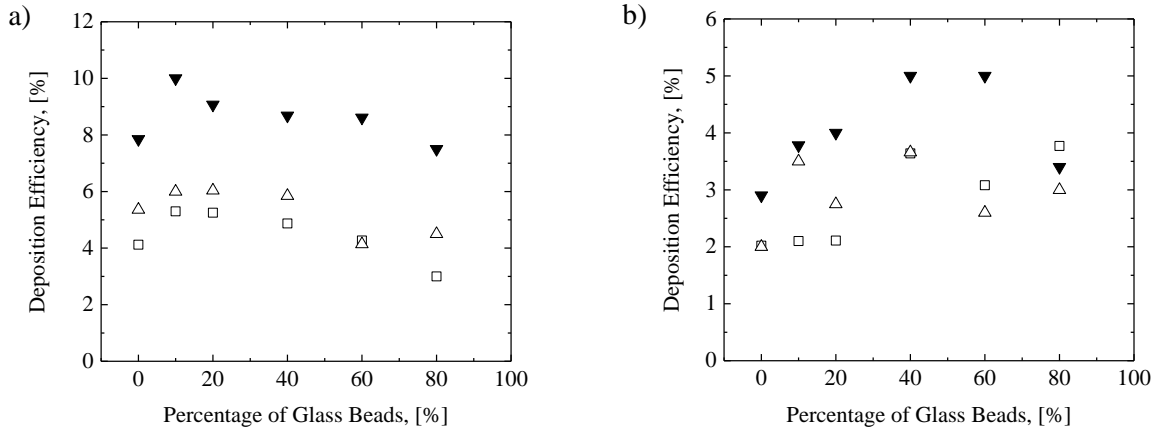 a)
12
10
8
6
4
2
0
Deposition Efficiency, [%]
0 20 40 60 80 100
Percentage of Glass Beads, [%]
b)
6
5
4
3
2
1
0
Deposition Efficiency, [%]
0 20 40 60 80 100
Percentage of Glass Beads, [%]